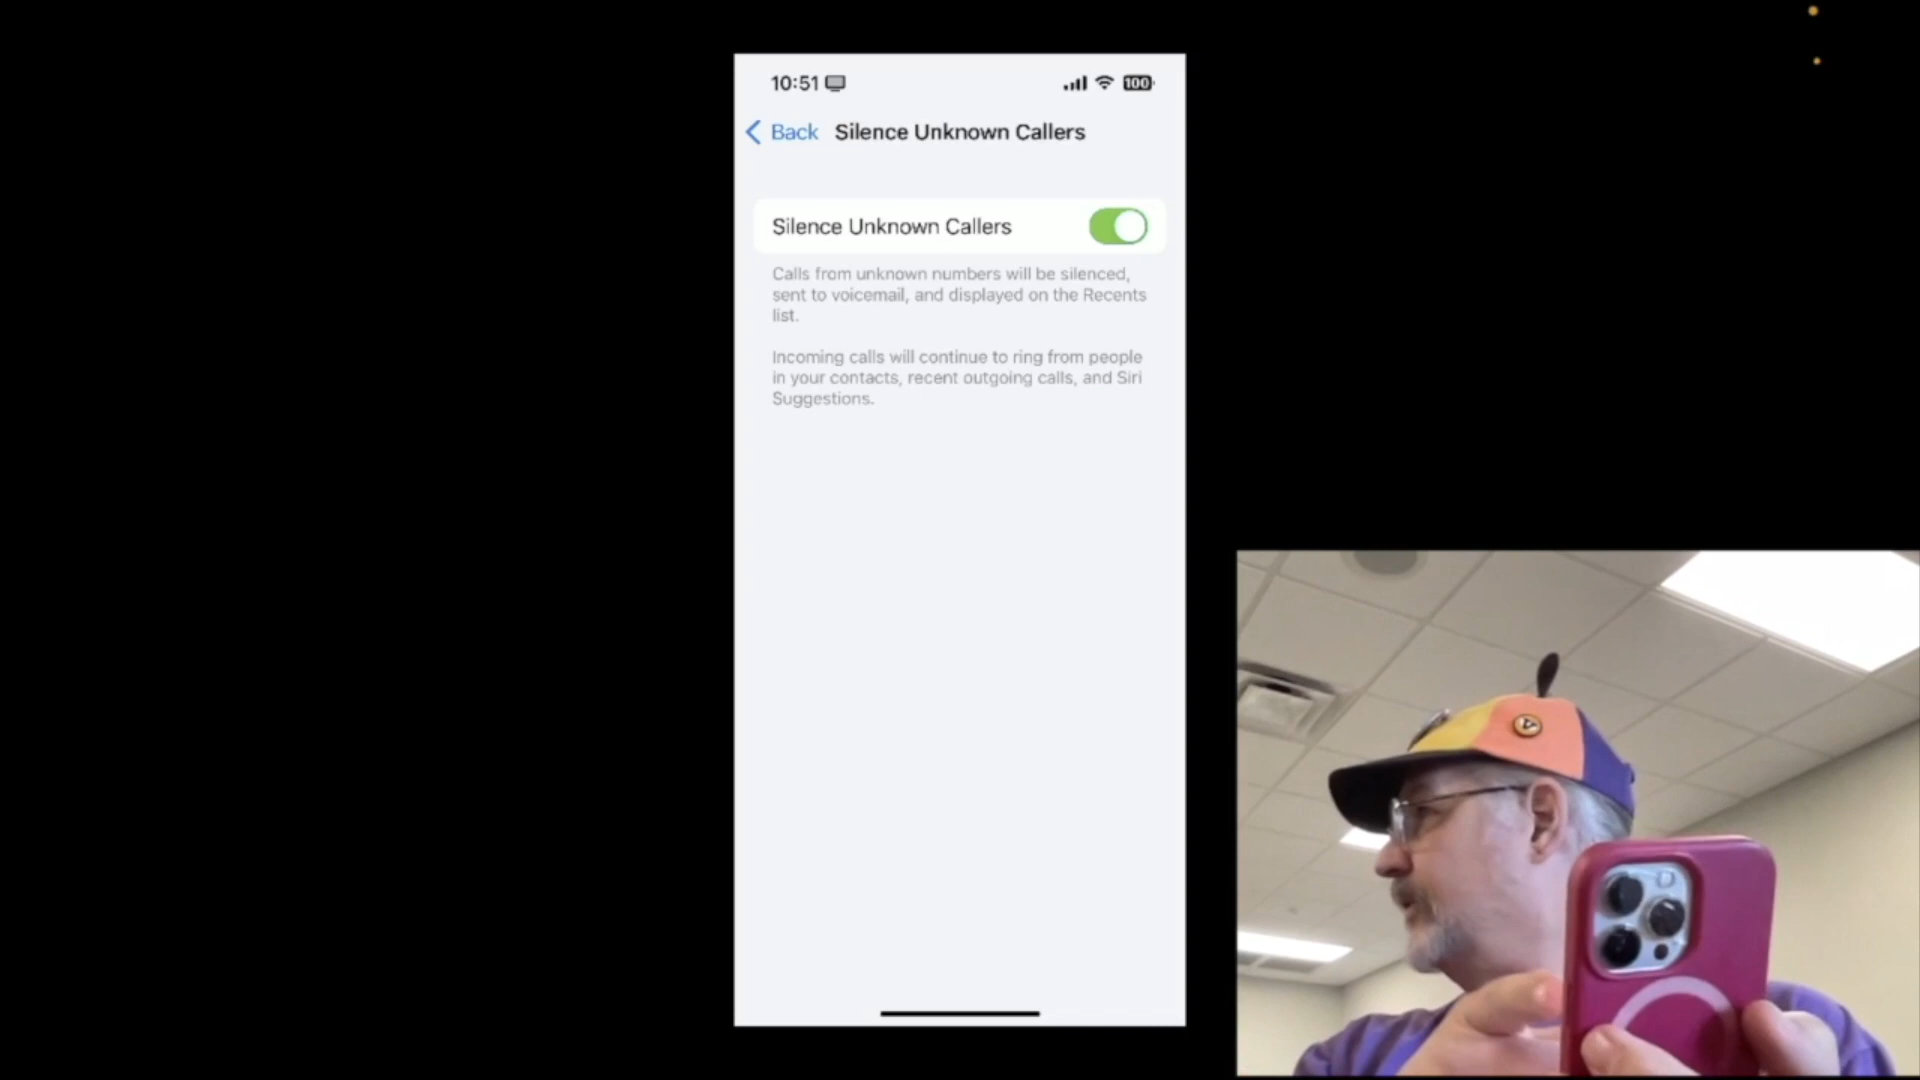 10:51
100
Back Silence Unknown Callers
Silence Unknown Callers
Calls from unknown numbers will be silenced,
sent to voicemail, and displayed on the Recents
list.
Incoming calls will continue to ring from people
in your contacts, recent outgoing calls, and Siri
Suggestions.